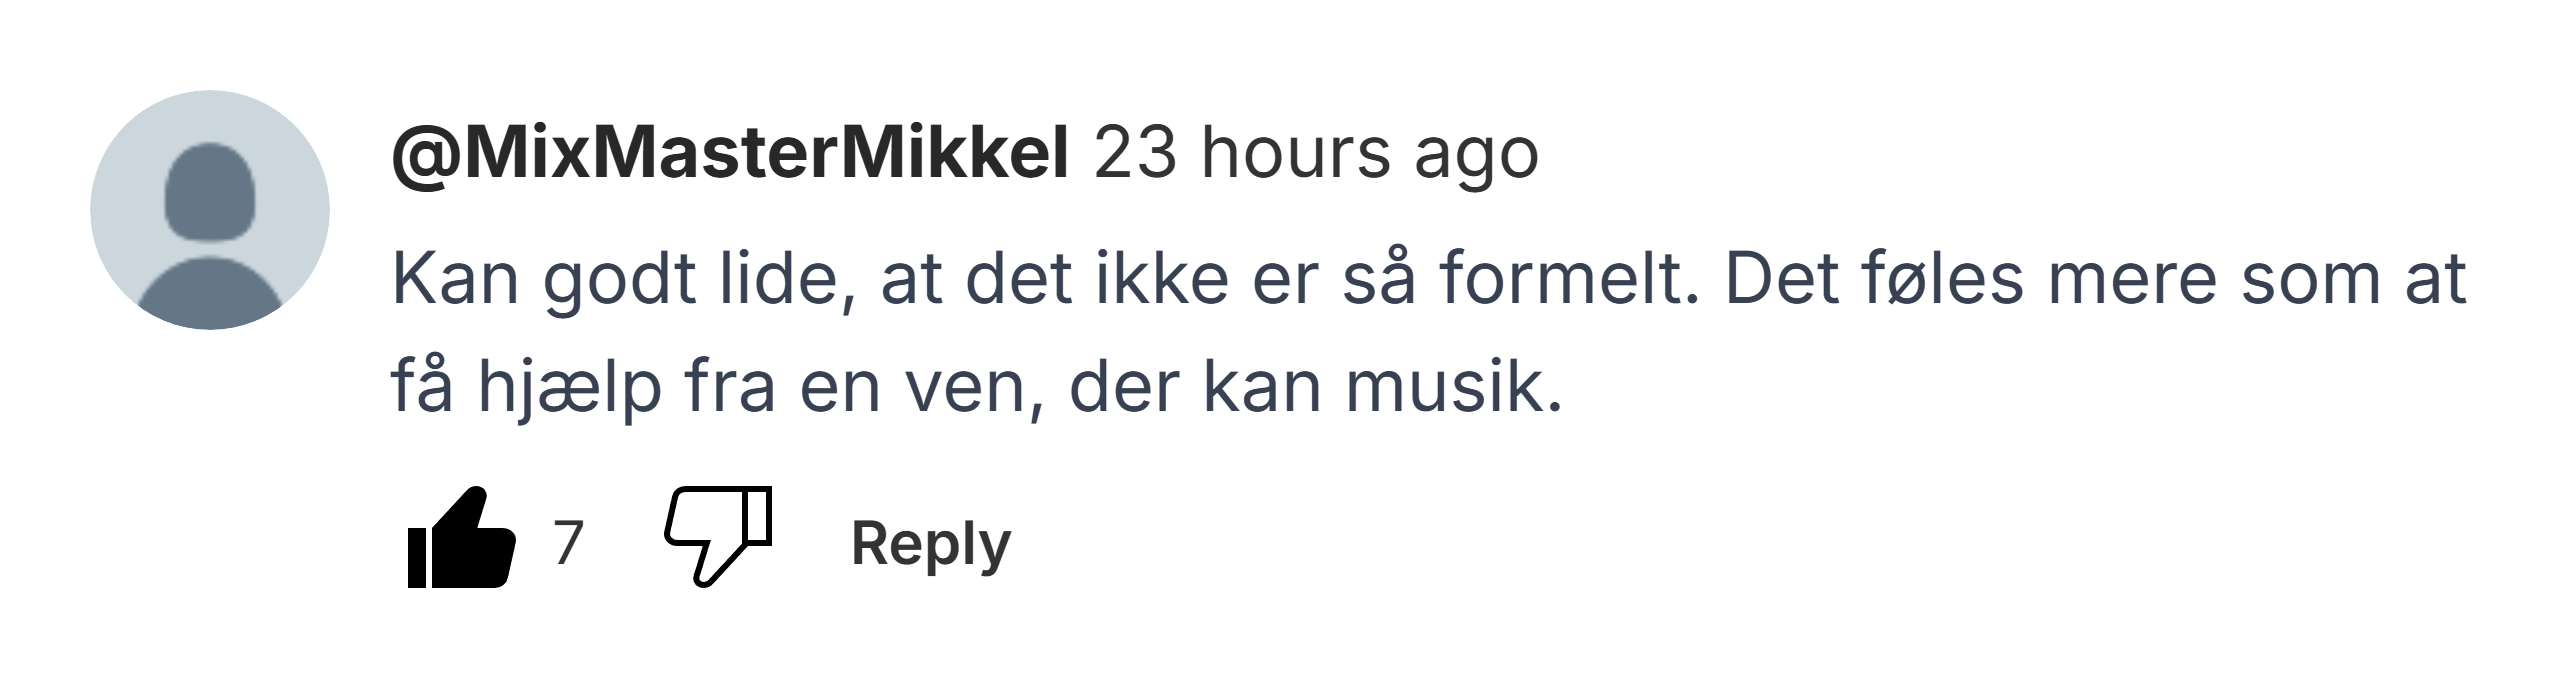 @MixMasterMikkel 23 hours ago
Kan godt lide, at det ikke er så formelt. Det føles mere som at
få hjælp fra en ven, der kan musik.
7 Reply